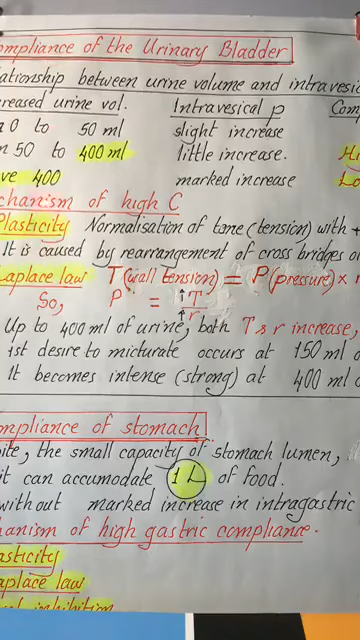 ompliance of the Urinary Bladder
ationship between urine volume and intravesic
creased urine vol. Intravesical p Comp
n 0 to 50 ml slight increase
m 50 to 400 ml little increase. Hi
ve 400 marked increase
chanism of high C
Plasticity Normalisation of tone (tension) with
It is caused by rearrangement of cross bridges o
Laplace law T (wall tension) = P (pressure) x r
So, P = ↑T/↑r
Up to 400 ml of urine, both T & r increase,
1st desire to micturate occurs at 150 ml o
It becomes intense (strong) at 400 ml o
ompliance of stomach
ite, the small capacity of stomach lumen,
it can accumodate 1 L of food.
without marked increase in intragastric
hanism of high gastric compliance.
asticity
aplace law
inhibition